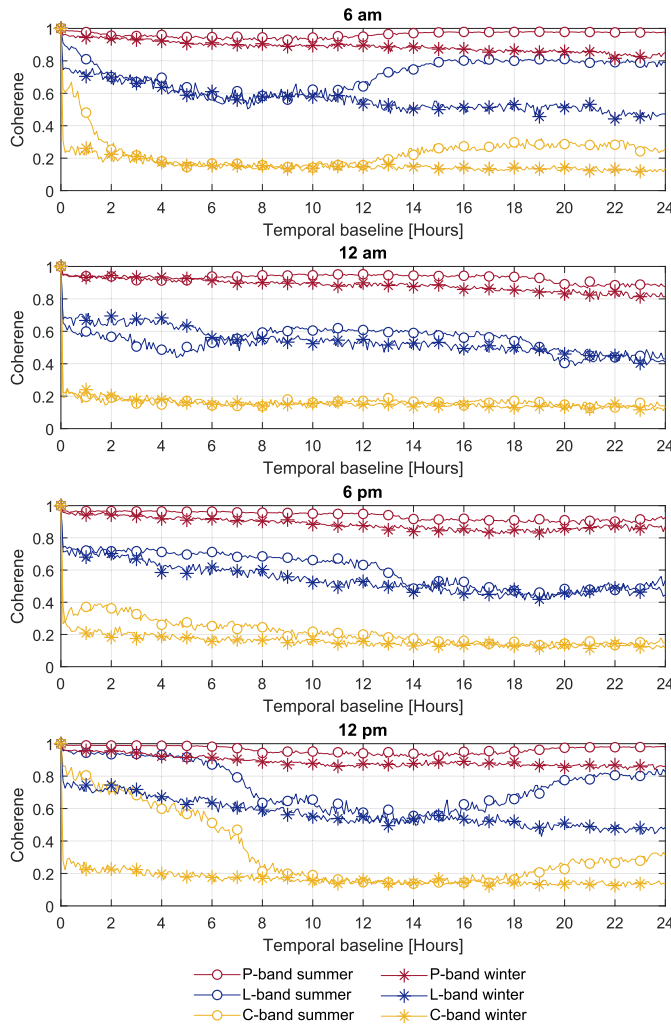 6 am
1
0.8
0.6
0.4
0.2
0
Coherene
0 2 4 6 8 10 12 14 16 18 20 22 24
Temporal baseline [Hours]
12 am
1
0.8
0.6
0.4
0.2
0
Coherene
0 2 4 6 8 10 12 14 16 18 20 22 24
Temporal baseline [Hours]
6 pm
1
0.8
0.6
0.4
0.2
0
Coherene
0 2 4 6 8 10 12 14 16 18 20 22 24
Temporal baseline [Hours]
12 pm
1
0.8
0.6
0.4
0.2
0
Coherene
0 2 4 6 8 10 12 14 16 18 20 22 24
Temporal baseline [Hours]
P-band summer P-band winter
L-band summer L-band winter
C-band summer C-band winter